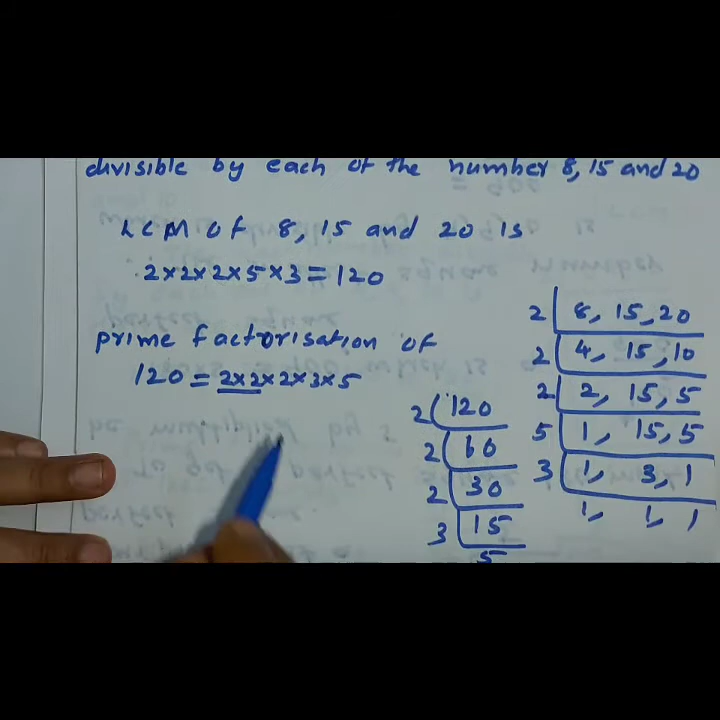 divisible by each of the number 8, 15 and 20
LCM of 8, 15 and 20 is
2×2×2×5×3=120
prime factorisation of
120=2×2×2×3×5
2 120
2 60
2 30
3 15
5
2 8, 15, 20
2 4, 15, 10
2 2, 15, 5
5 1, 15, 5
3 1, 3, 1
1, 1, 1